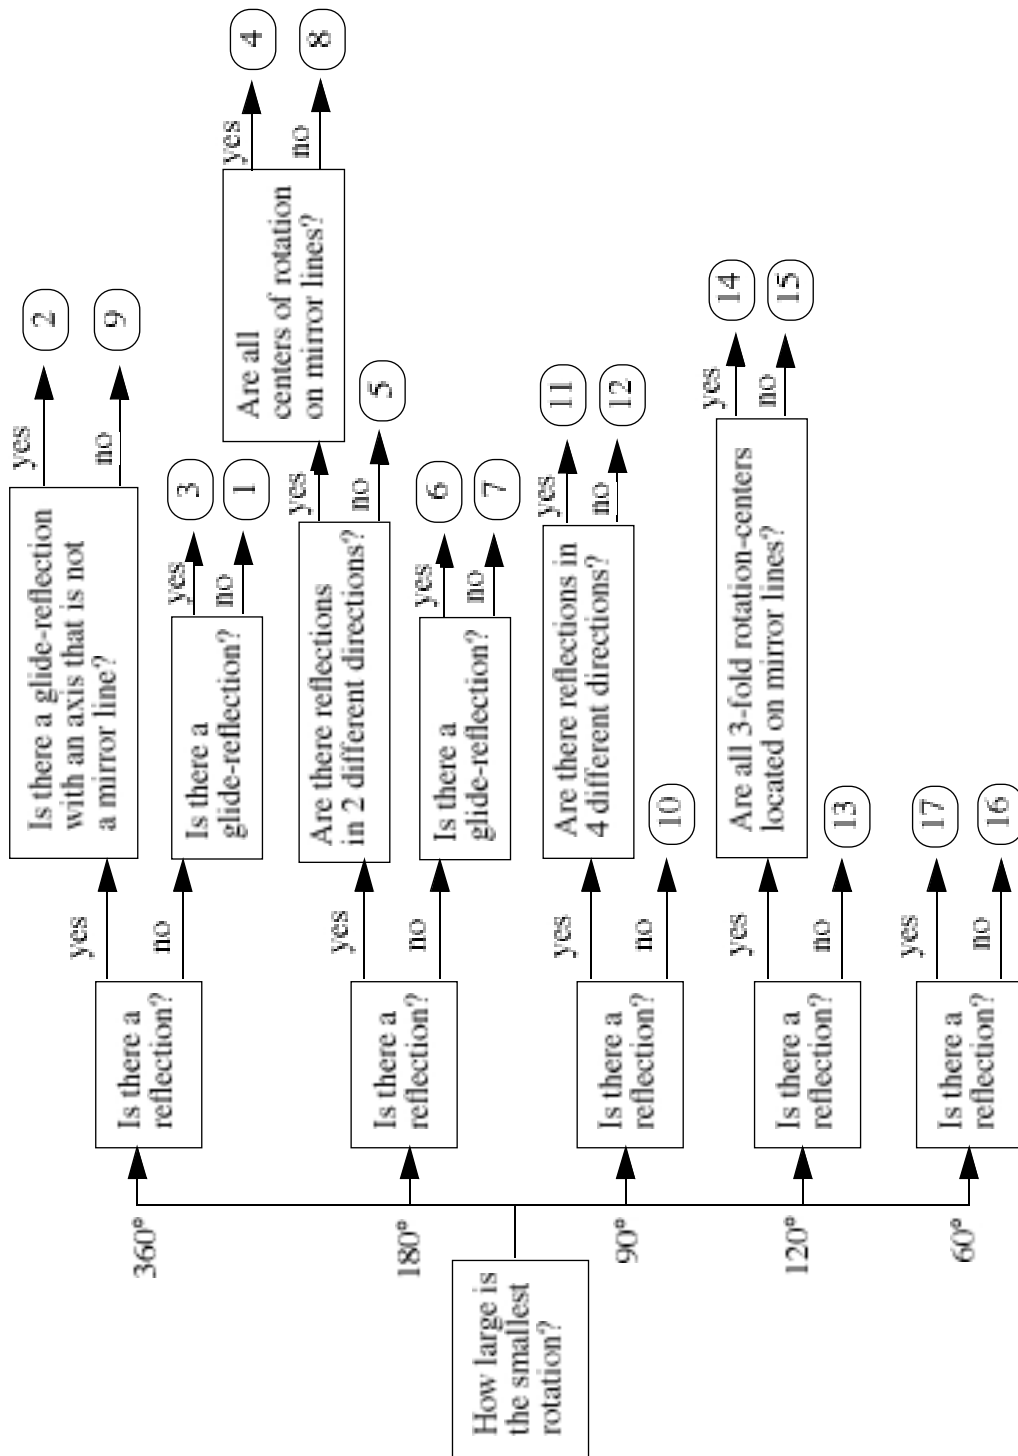 How large is
the smallest
rotation?
360°
Is there a
reflection?
yes
Is there a glide-reflection
with an axis that is not
a mirror line?
yes
2
no
9
no
Is there a
glide-reflection?
yes
3
no
1
180°
Is there a
reflection?
yes
Are there reflections
in 2 different directions?
yes
Are all
centers of rotation
on mirror lines?
yes
4
no
8
no
5
no
Is there a
glide-reflection?
yes
6
no
7
90°
Is there a
reflection?
yes
Are there reflections in
4 different directions?
yes
11
no
12
no
10
120°
Is there a
reflection?
yes
Are all 3-fold rotation-centers
located on mirror lines?
yes
14
no
15
no
13
60°
Is there a
reflection?
yes
17
no
16